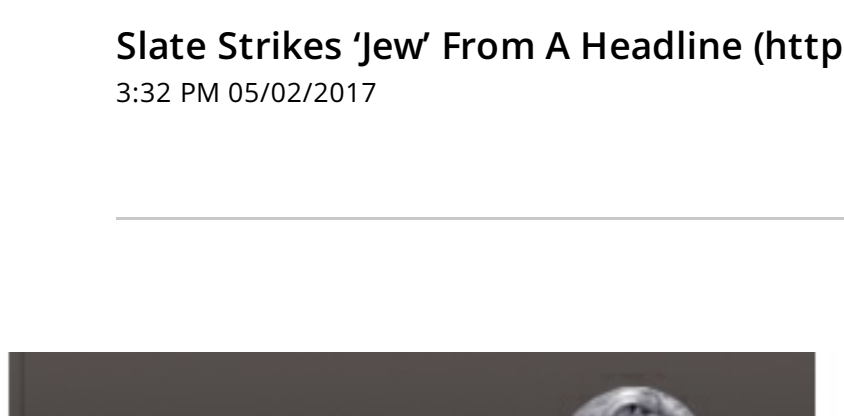 Slate Strikes ‘Jew’ From A Headline (http
3:32 PM 05/02/2017